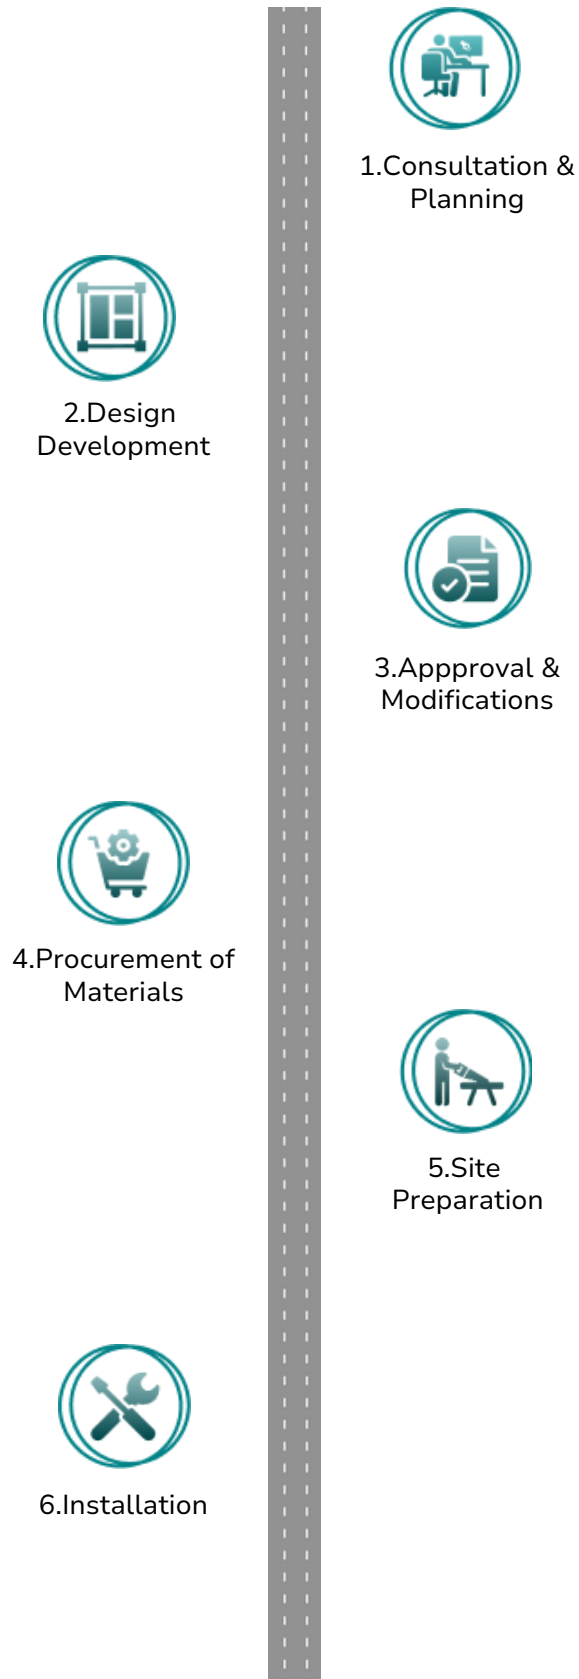 1.Consultation &
Planning
2.Design
Development
3.Appproval &
Modifications
4.Procurement of
Materials
5.Site
Preparation
6.Installation